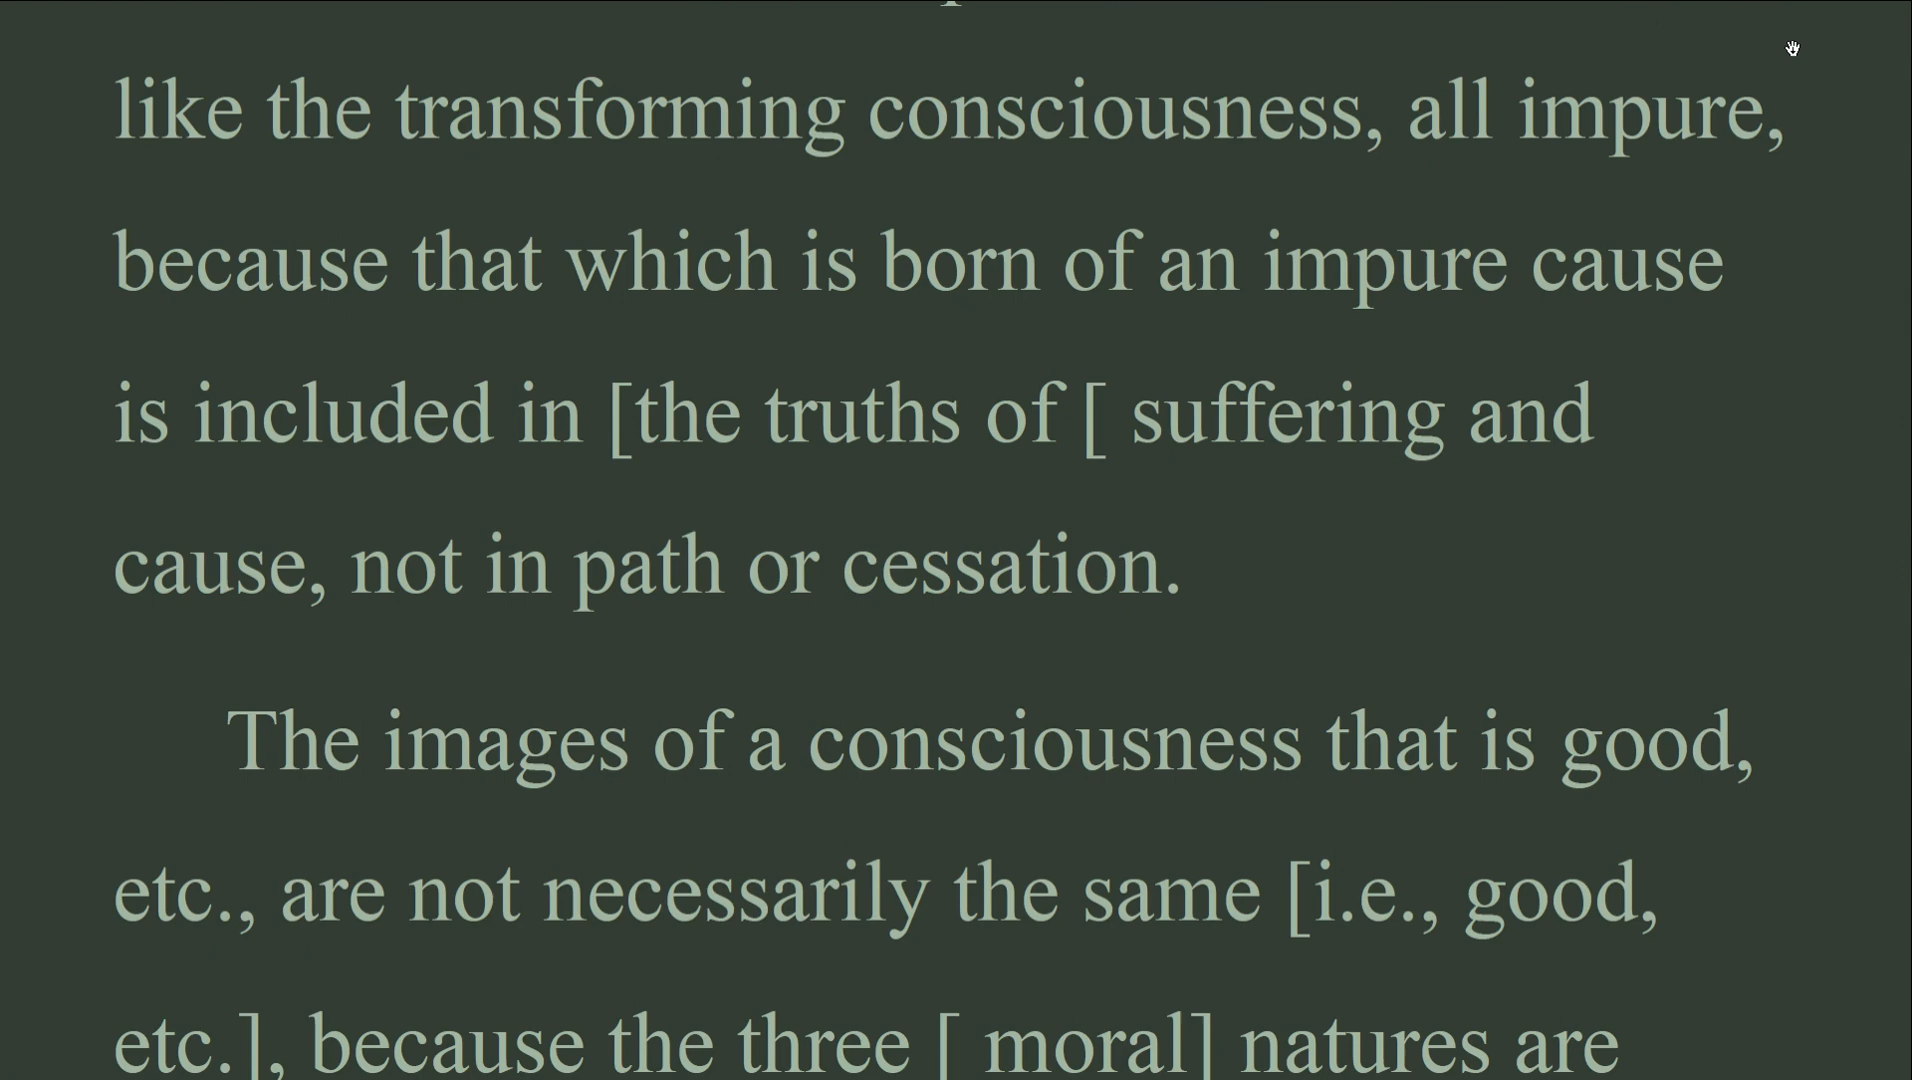 like the transforming consciousness, all impure,
because that which is born of an impure cause
is included in [the truths of [ suffering and
cause, not in path or cessation.
The images of a consciousness that is good,
etc., are not necessarily the same [i.e., good,
etc.], because the three [ moral] natures are